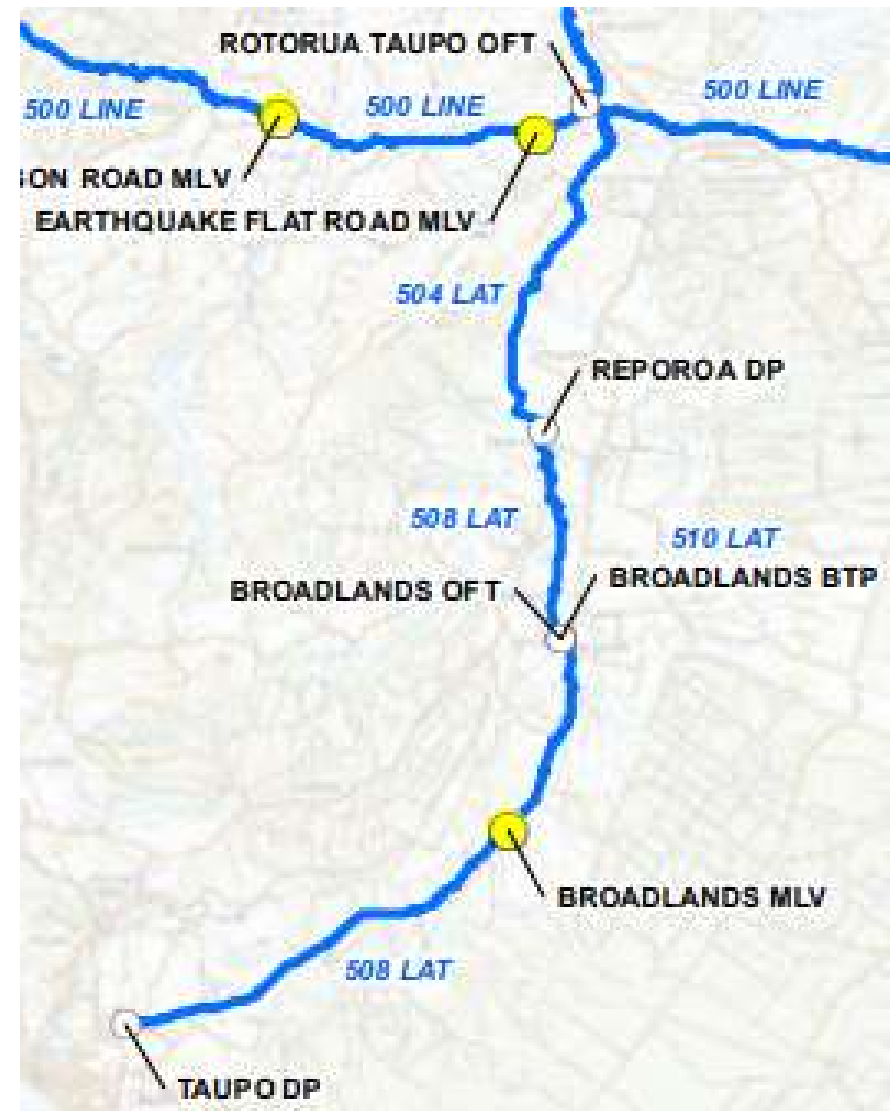 ROTORUA TAUPO OFT
500 LINE
500 LINE
500 LINE
SON ROAD MLV
EARTHQUAKE FLAT ROAD MLV
504 LAT
REPOROA DP
508 LAT
510 LAT
BROADLANDS OFT
BROADLANDS BTP
BROADLANDS MLV
508 LAT
TAUPO DP